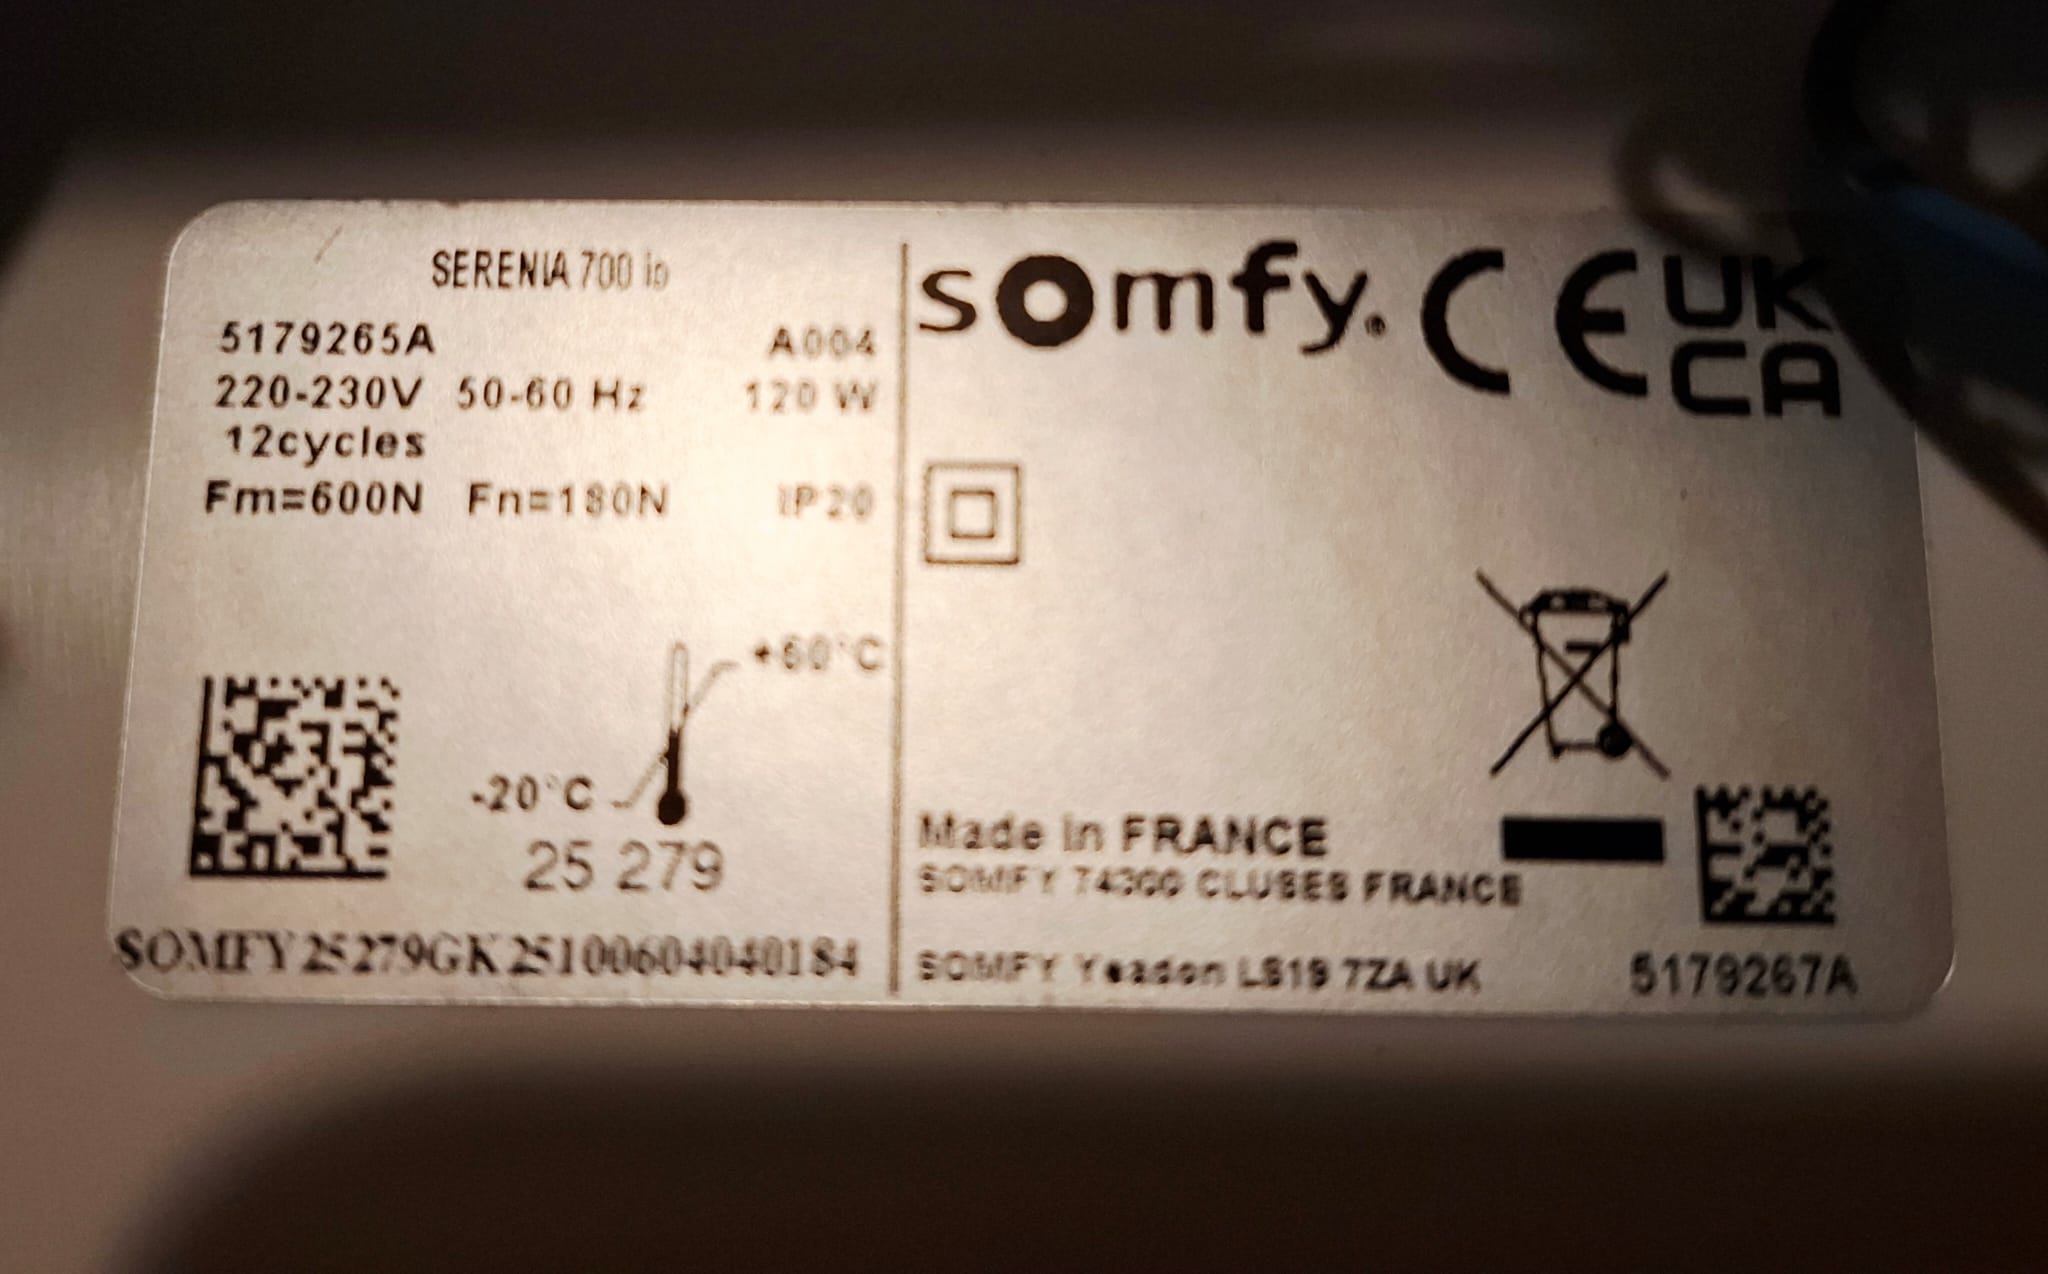 SERENIA 700 io
5179265A A004
220-230V 50-60 Hz 120 W
12cycles
Fm=600N Fn=180N IP20
+60°C
-20°C
25 279
SOMFY25279GK25100604040184
somfy® CE UK CA
Made in FRANCE
SOMFY 74300 CLUSES FRANCE
SOMFY Yeadon LS19 7ZA UK
5179267A